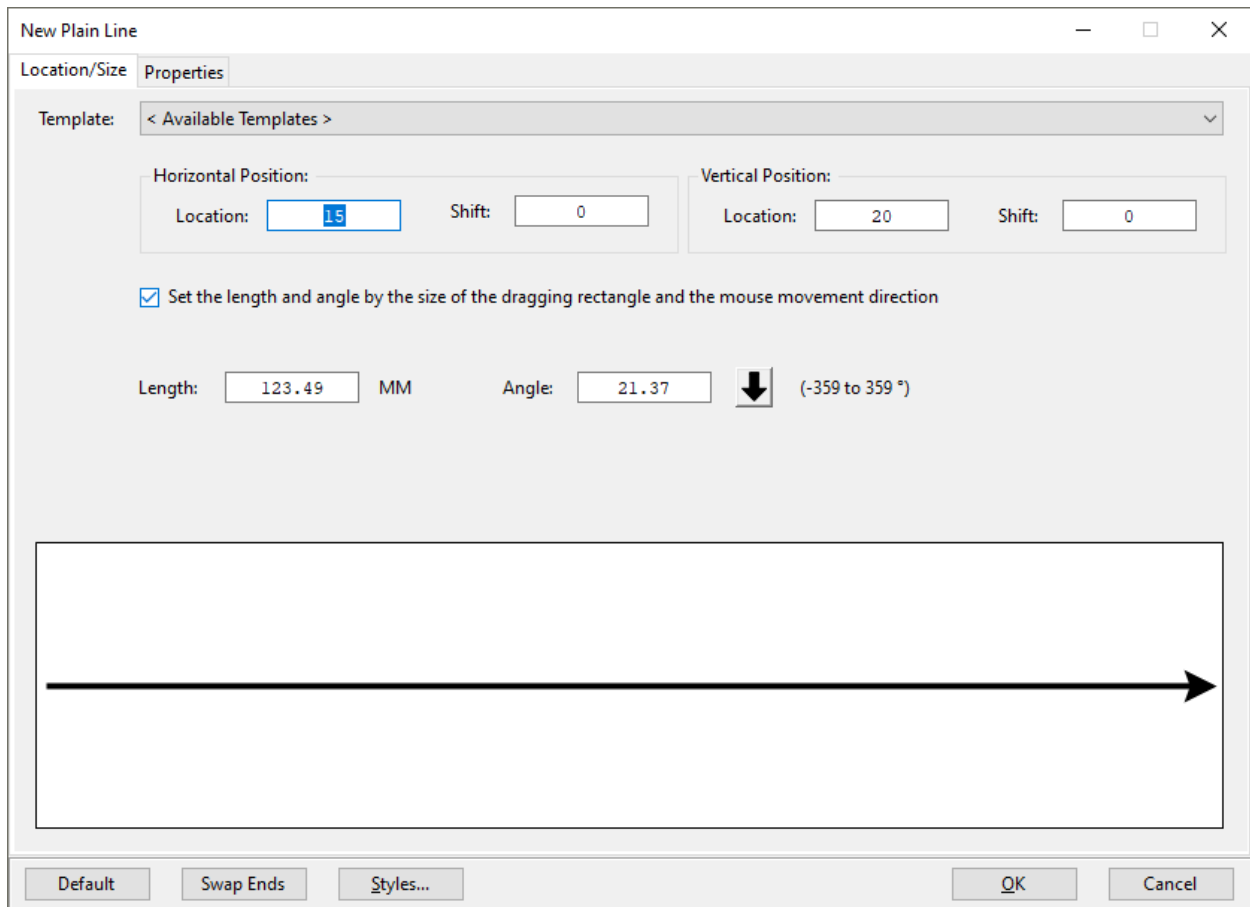 New Plain Line
Location/Size Properties
Template: < Available Templates >
Horizontal Position: Vertical Position:
Location: 15 Shift: 0 Location: 20 Shift: 0
Set the length and angle by the size of the dragging rectangle and the mouse movement direction
Length: 123.49 MM Angle: 21.37 (-359 to 359 °)
Default Swap Ends Styles... OK Cancel